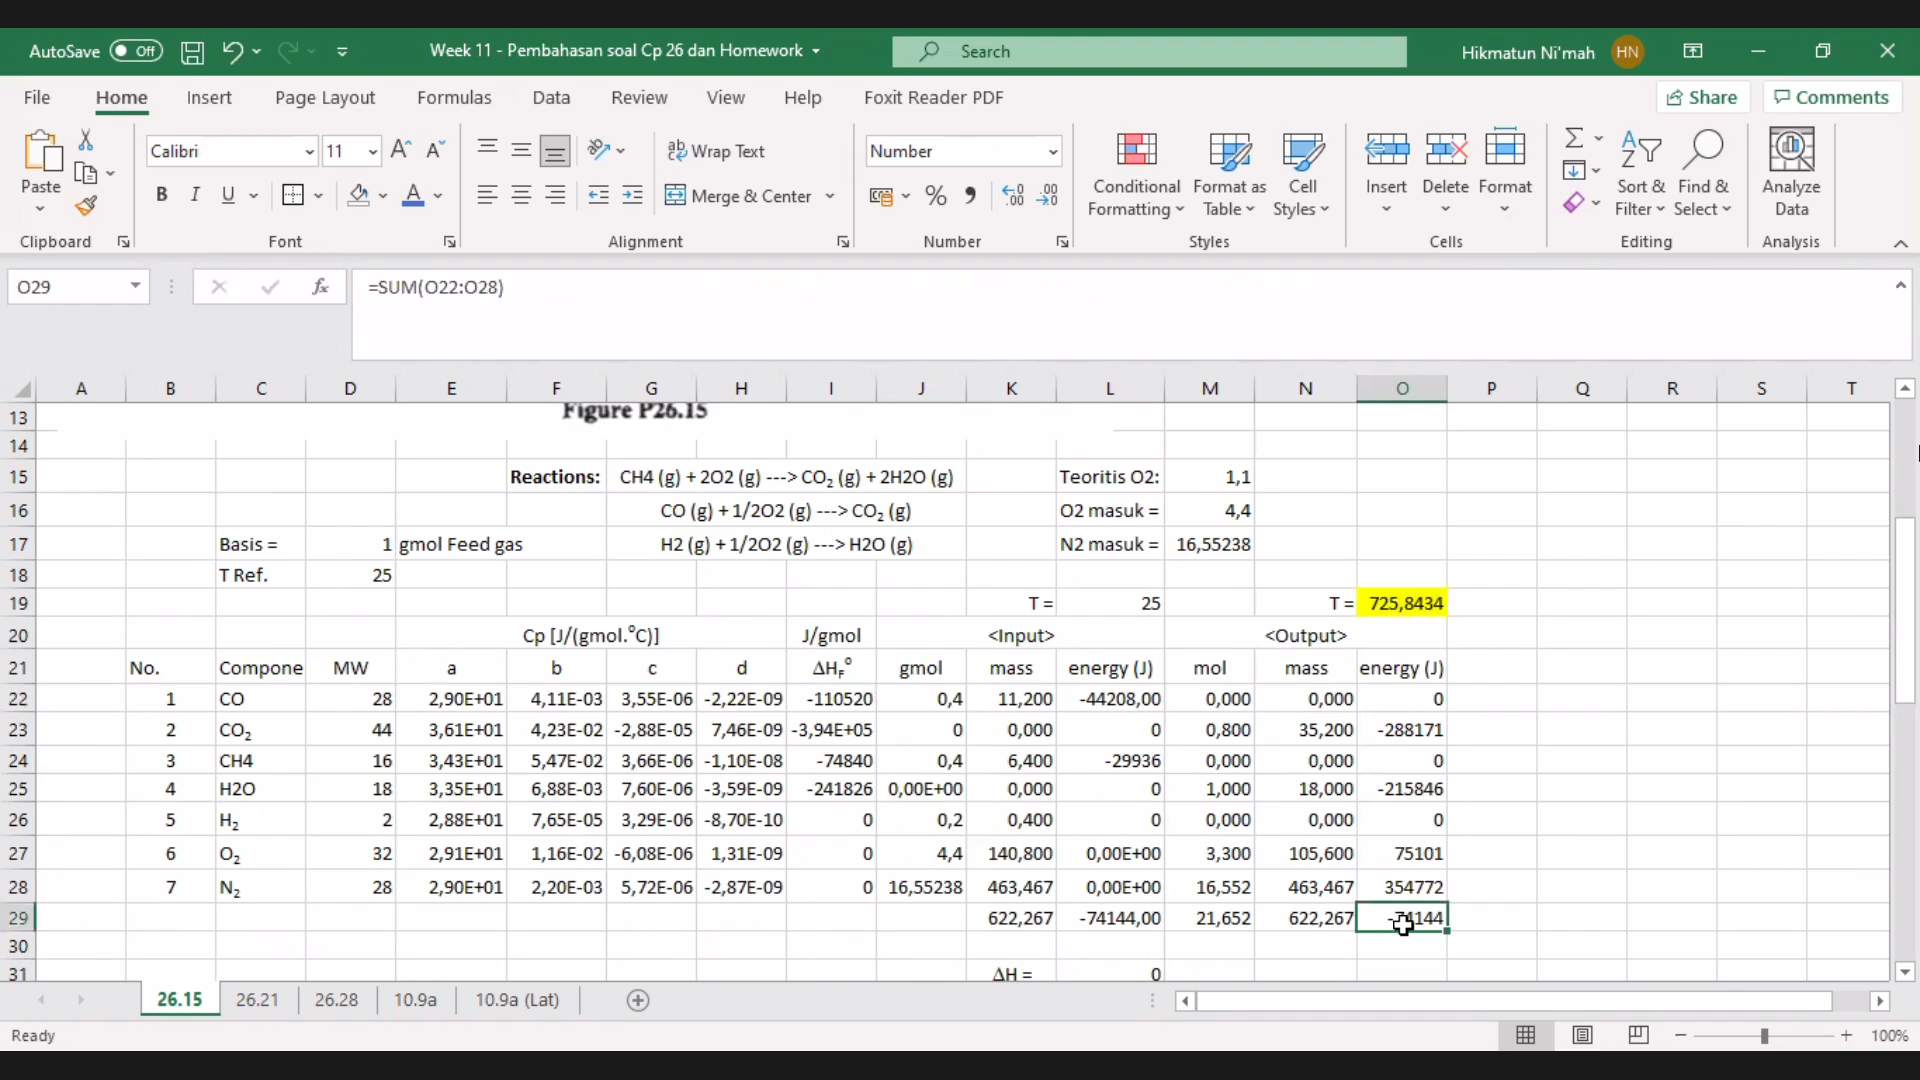 AutoSave Off Week 11 - Pembahasan soal Cp 26 dan Homework Search Hikmatun Ni'mah HN
File Home Insert Page Layout Formulas Data Review View Help Foxit Reader PDF Share Comments
Paste Calibri 11 B I U ab Wrap Text Merge & Center Number % Conditional Formatting Format as Table Cell Styles Insert Delete Format Sort & Filter Find & Select Analyze Data
Clipboard Font Alignment Number Styles Cells Editing Analysis
O29 fx =SUM(O22:O28)
A B C D E F G H I J K L M N O P Q R S T
13 Figure P26.15
14
15 Reactions: CH4 (g) + 2O2 (g) ---> CO₂ (g) + 2H2O (g) Teoritis O2: 1,1
16 CO (g) + 1/2O2 (g) ---> CO₂ (g) O2 masuk = 4,4
17 Basis = 1 gmol Feed gas H2 (g) + 1/2O2 (g) ---> H2O (g) N2 masuk = 16,55238
18 T Ref. 25
19 T = 25 T = 725,8434
20 Cp [J/(gmol.°C)] J/gmol <Input> <Output>
21 No. Compone MW a b c d ΔH_F° gmol mass energy (J) mol mass energy (J)
22 1 CO 28 2,90E+01 4,11E-03 3,55E-06 -2,22E-09 -110520 0,4 11,200 -44208,00 0,000 0,000 0
23 2 CO₂ 44 3,61E+01 4,23E-02 -2,88E-05 7,46E-09 -3,94E+05 0 0,000 0 0,800 35,200 -288171
24 3 CH4 16 3,43E+01 5,47E-02 3,66E-06 -1,10E-08 -74840 0,4 6,400 -29936 0,000 0,000 0
25 4 H2O 18 3,35E+01 6,88E-03 7,60E-06 -3,59E-09 -241826 0,00E+00 0,000 0 1,000 18,000 -215846
26 5 H₂ 2 2,88E+01 7,65E-05 3,29E-06 -8,70E-10 0 0,2 0,400 0 0,000 0,000 0
27 6 O₂ 32 2,91E+01 1,16E-02 -6,08E-06 1,31E-09 0 4,4 140,800 0,00E+00 3,300 105,600 75101
28 7 N₂ 28 2,90E+01 2,20E-03 5,72E-06 -2,87E-09 0 16,55238 463,467 0,00E+00 16,552 463,467 354772
29 622,267 -74144,00 21,652 622,267 -74144
30
31 ΔH = 0
26.15 26.21 26.28 10.9a 10.9a (Lat)
Ready 100%